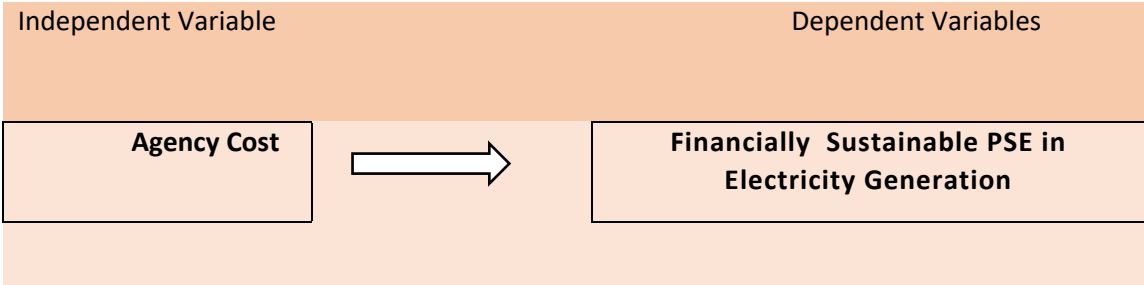 Independent Variable
Dependent Variables
Agency Cost
Financially Sustainable PSE in
Electricity Generation